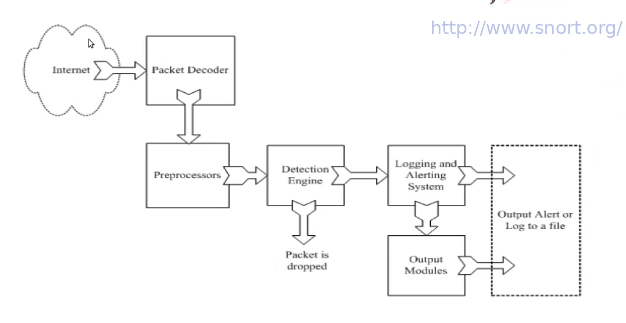 http://www.snort.org/
Internet
Packet Decoder
Preprocessors
Detection
Engine
Logging and
Alerting
System
Packet is
dropped
Output
Modules
Output Alert or
Log to a file